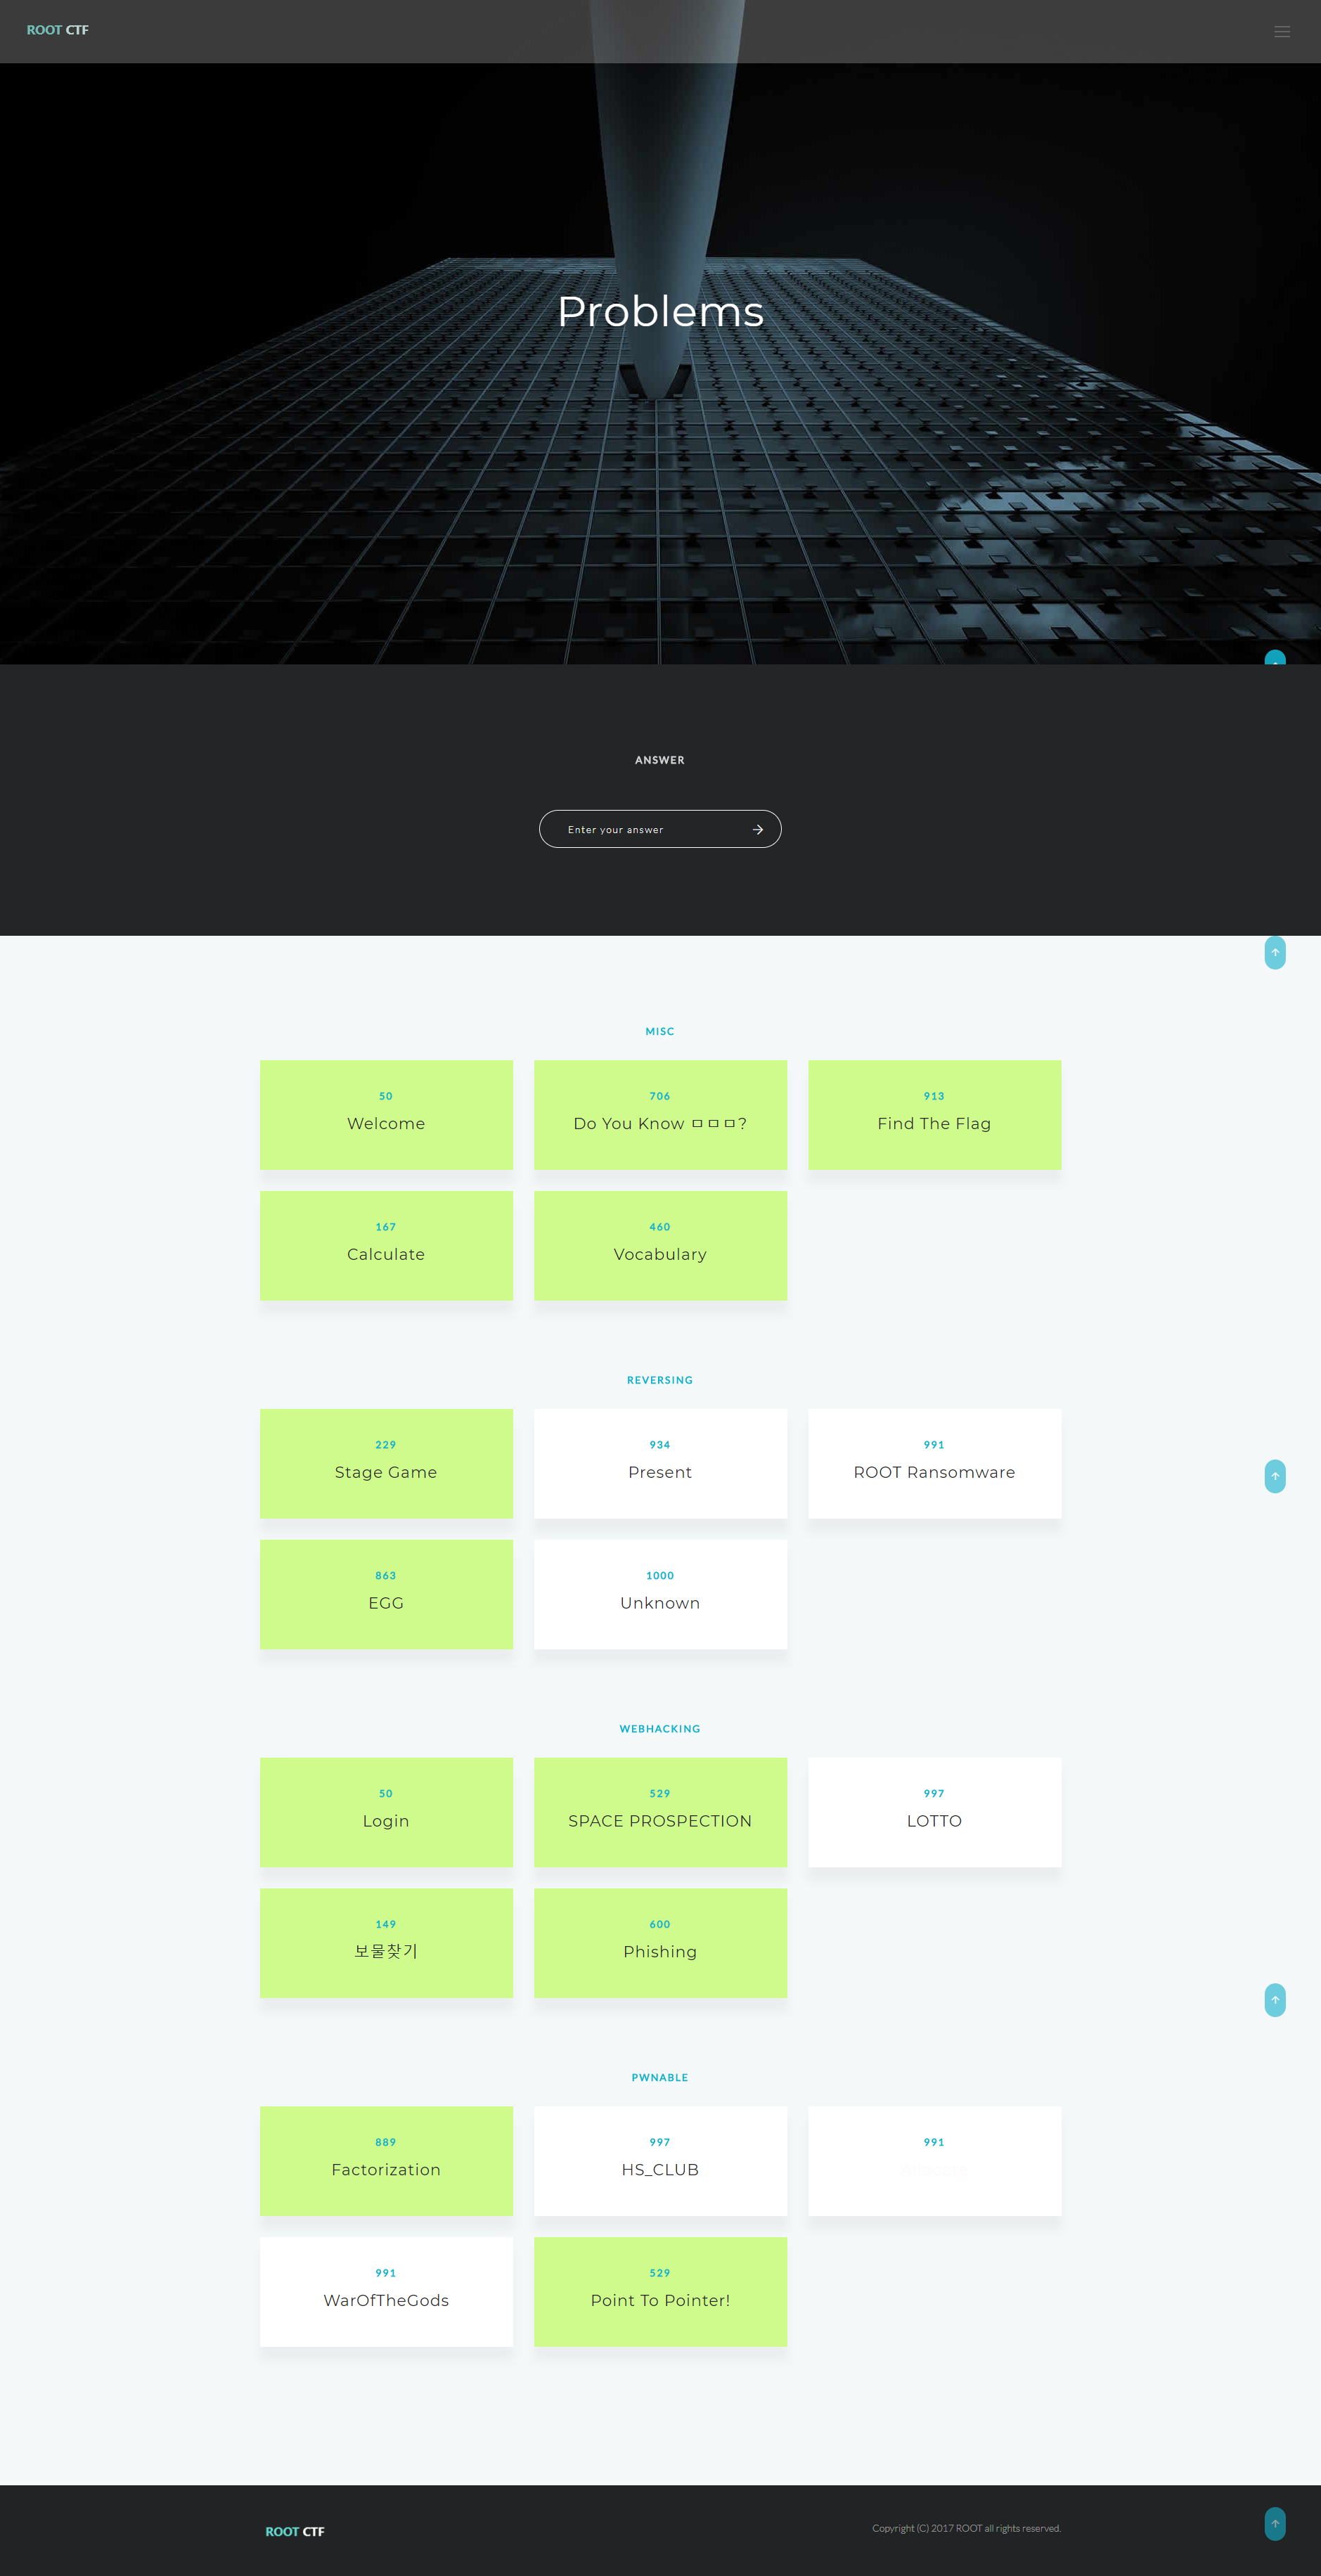 ROOT CTF
Problems
ANSWER
Enter your answer
MISC
50
Welcome
706
Do You Know ㅁㅁㅁ?
913
Find The Flag
167
Calculate
460
Vocabulary
REVERSING
229
Stage Game
934
Present
991
ROOT Ransomware
863
EGG
1000
Unknown
WEBHACKING
50
Login
529
SPACE PROSPECTION
997
LOTTO
149
보물찾기
600
Phishing
PWNABLE
889
Factorization
997
HS_CLUB
991
991
WarOfTheGods
529
Point To Pointer!
ROOT CTF
Copyright (C) 2017 ROOT all rights reserved.